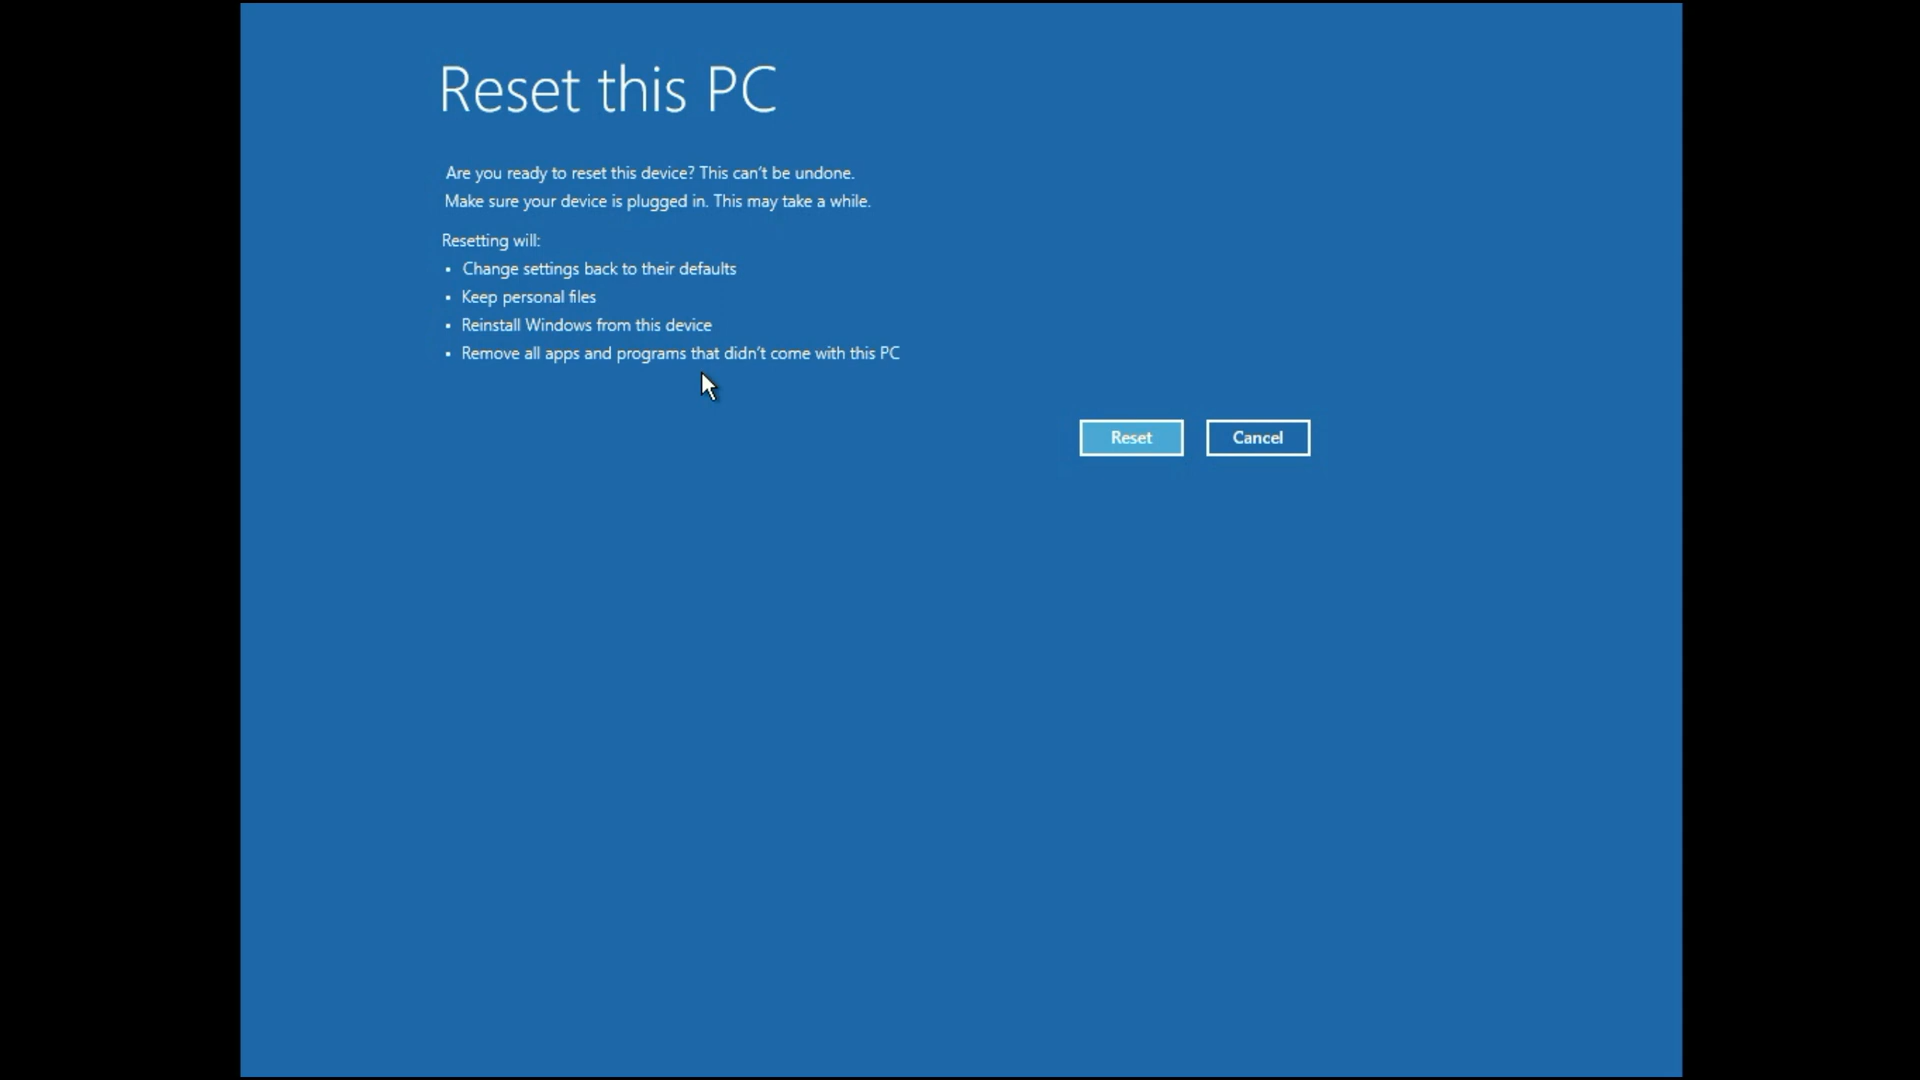 Reset this PC
Are you ready to reset this device? This can't be undone.
Make sure your device is plugged in. This may take a while.
Resetting will:
▪ Change settings back to their defaults
▪ Keep personal files
▪ Reinstall Windows from this device
▪ Remove all apps and programs that didn't come with this PC
Reset Cancel